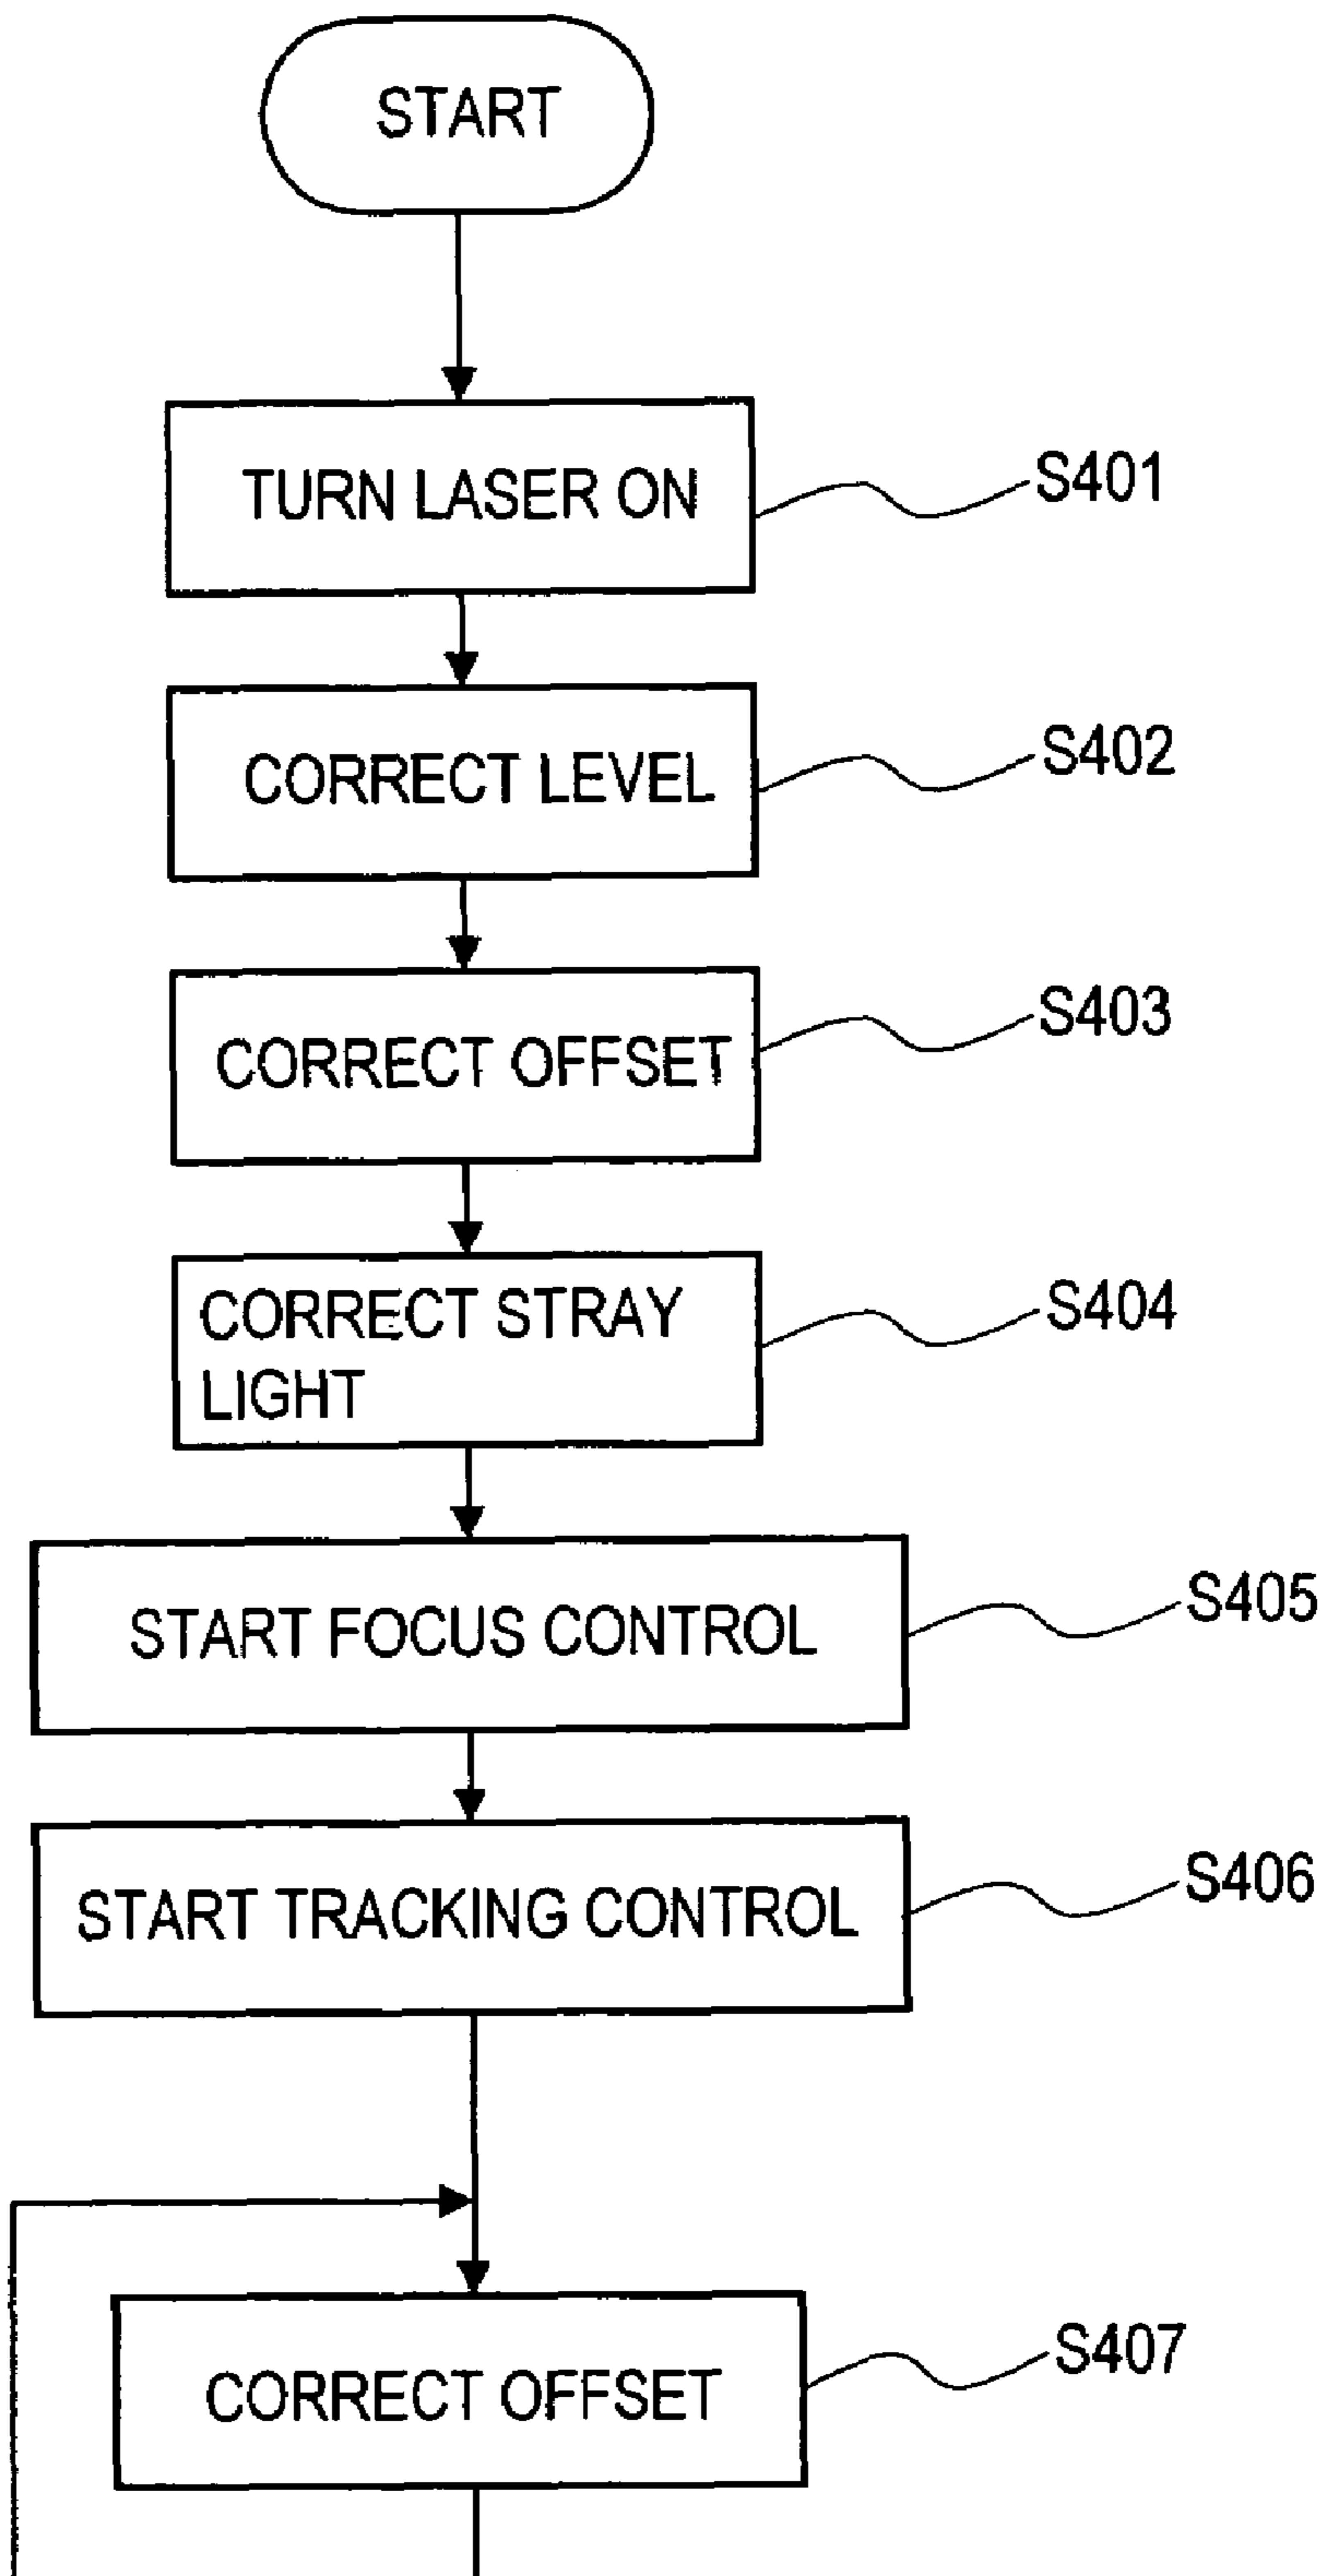 START
TURN LASER ON
S401
CORRECT LEVEL
S402
CORRECT OFFSET
S403
CORRECT STRAY
LIGHT
S404
START FOCUS CONTROL
S405
START TRACKING CONTROL
S406
CORRECT OFFSET
S407